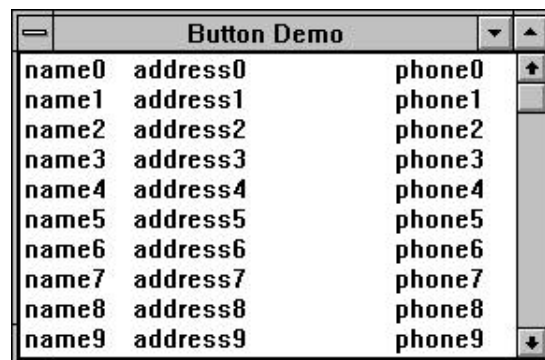 Button Demo
name0 address0 phone0
name1 address1 phone1
name2 address2 phone2
name3 address3 phone3
name4 address4 phone4
name5 address5 phone5
name6 address6 phone6
name7 address7 phone7
name8 address8 phone8
name9 address9 phone9